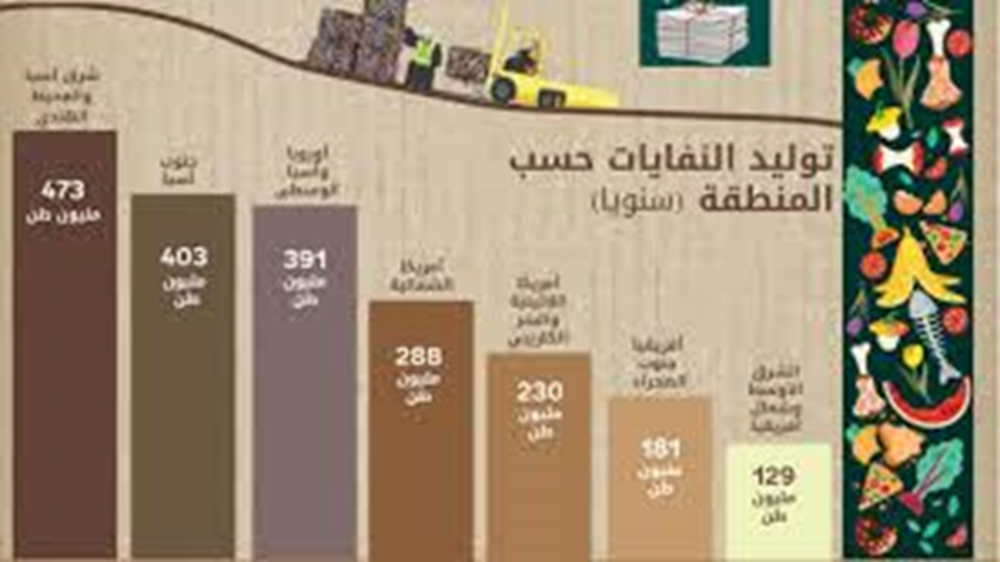 توليد النفايات حسب
المنطقة (سنويا)
شرق آسيا
والمحيط
الهندي
473
مليون طن
جنوب
آسيا
403
مليون
طن
أوروبا
وآسيا
الوسطى
391
مليون
طن
أمريكا
الشمالية
288
مليون
طن
أمريكا
اللاتينية
والبحر
الكاريبي
230
مليون
طن
أفريقيا
جنوب
الصحراء
181
مليون
طن
الشرق
الأوسط
وشمال
أفريقيا
129
مليون
طن